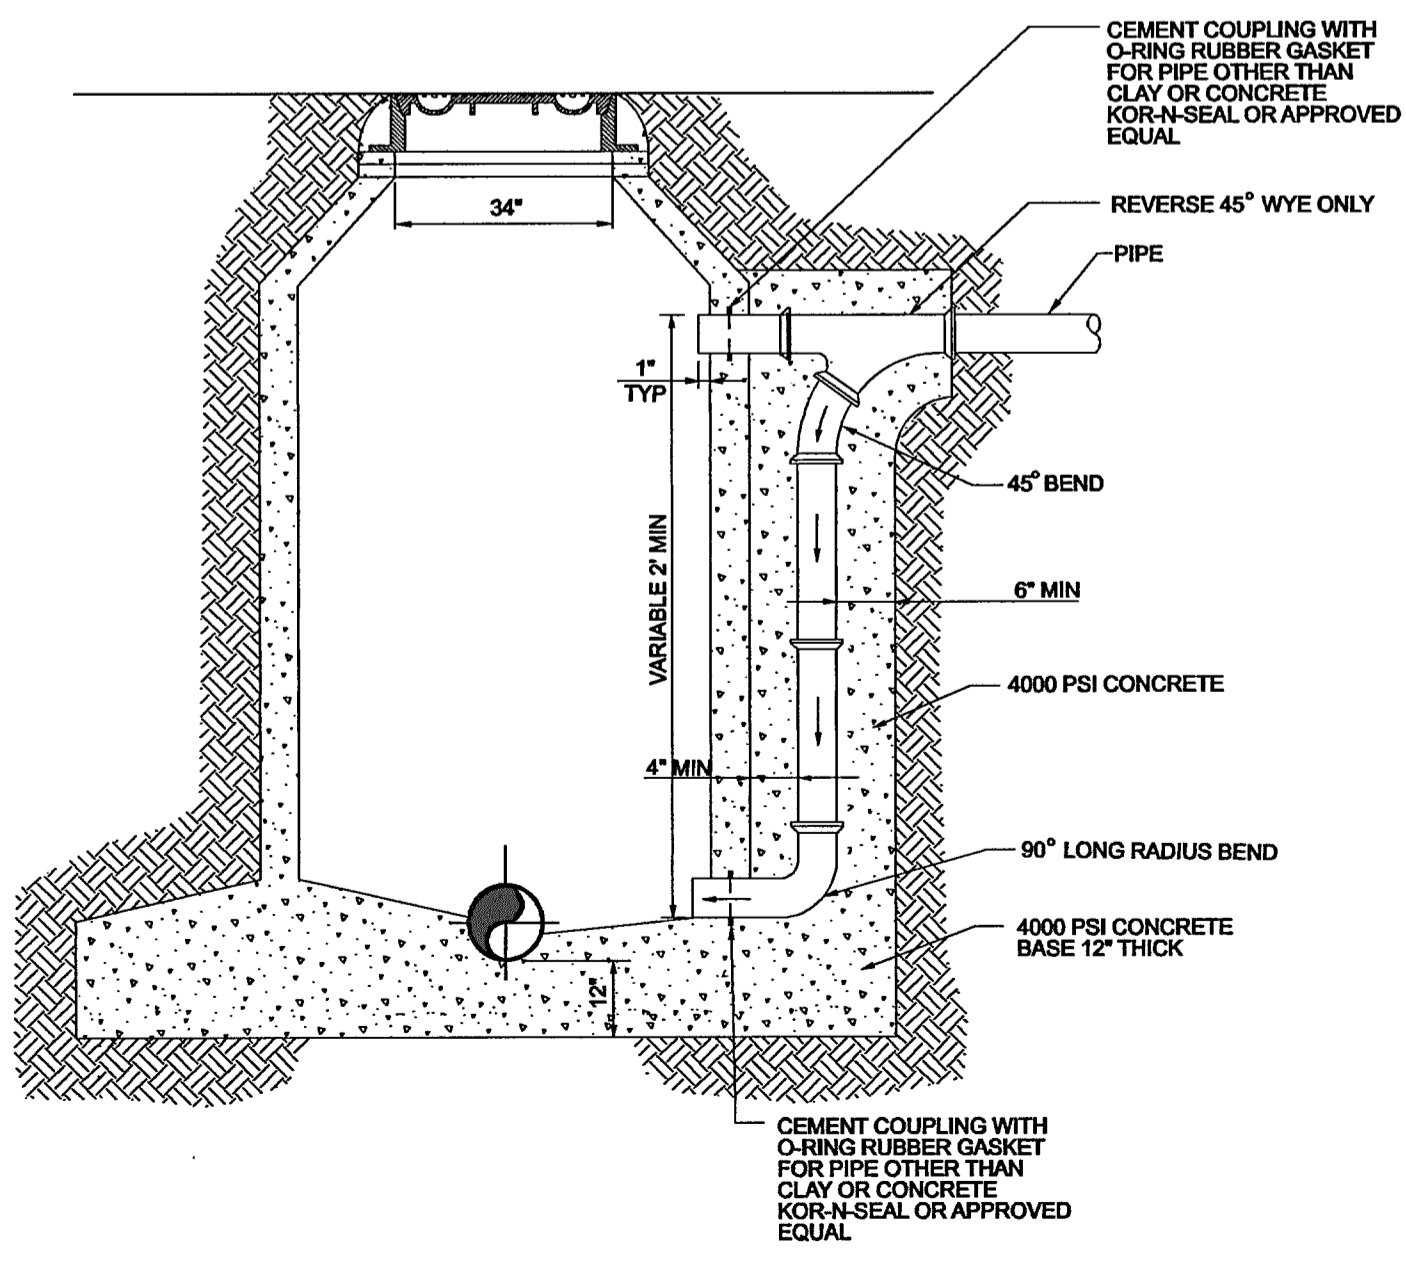 CEMENT COUPLING WITH
O-RING RUBBER GASKET
FOR PIPE OTHER THAN
CLAY OR CONCRETE
KOR-N-SEAL OR APPROVED
EQUAL
34"
REVERSE 45° WYE ONLY
PIPE
1"
TYP
45° BEND
VARIABLE 2' MIN
6" MIN
4000 PSI CONCRETE
4" MIN
90° LONG RADIUS BEND
4000 PSI CONCRETE
BASE 12" THICK
12"
CEMENT COUPLING WITH
O-RING RUBBER GASKET
FOR PIPE OTHER THAN
CLAY OR CONCRETE
KOR-N-SEAL OR APPROVED
EQUAL